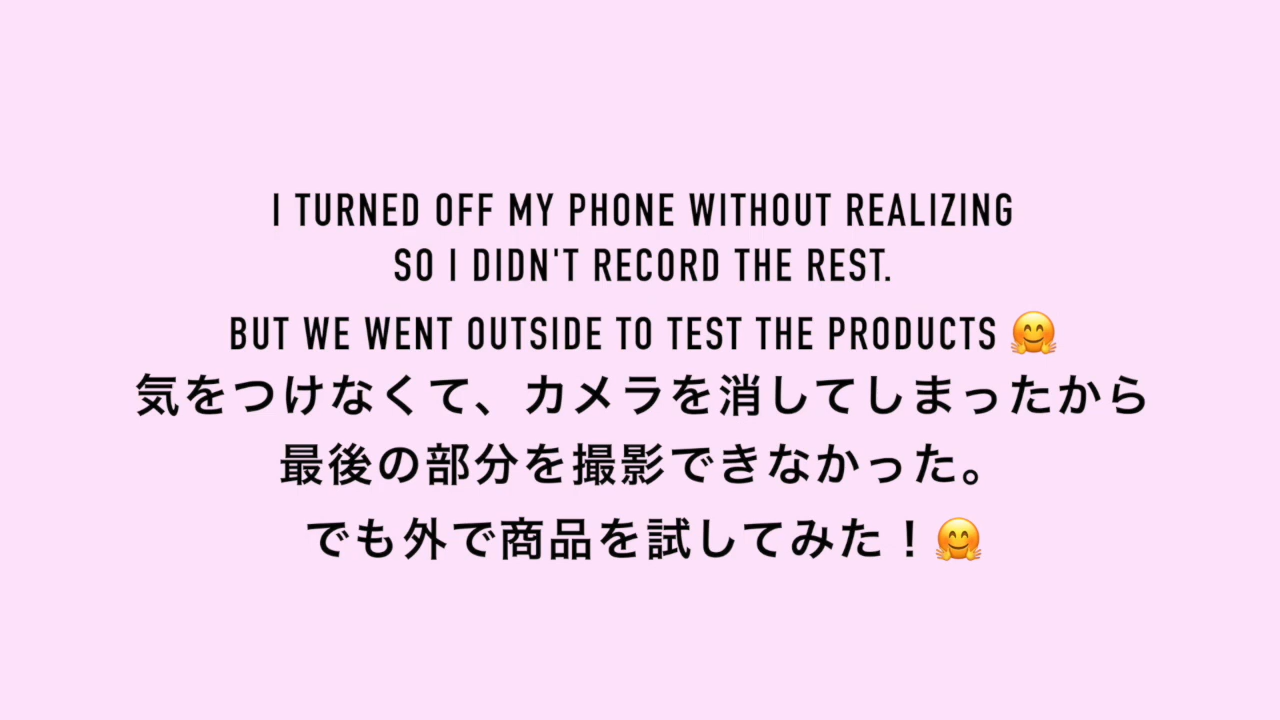 I TURNED OFF MY PHONE WITHOUT REALIZING
SO I DIDN'T RECORD THE REST.
BUT WE WENT OUTSIDE TO TEST THE PRODUCTS 🤗
気をつけなくて、カメラを消してしまったから
最後の部分を撮影できなかった。
でも外で商品を試してみた！🤗